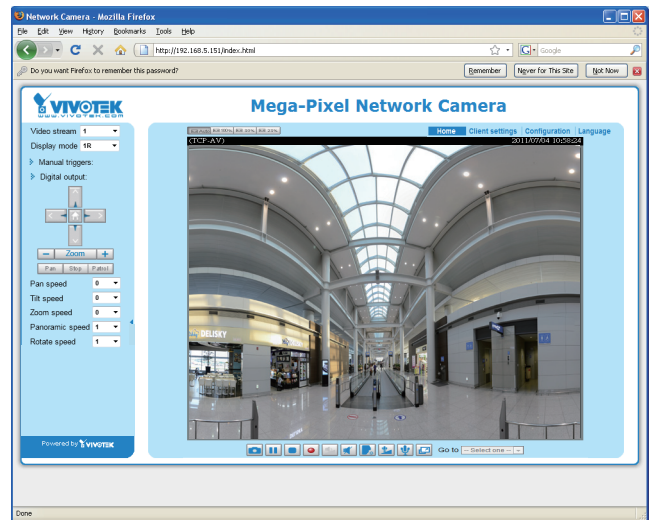 Network Camera - Mozilla Firefox
File Edit View History Bookmarks Tools Help
http://192.168.5.151/index.html
Google
Do you want Firefox to remember this password?
Remember Never for This Site Not Now
VIVOTEK
WWW.VIVOTEK.COM
Mega-Pixel Network Camera
Home Client settings Configuration Language
(TCP-AV) 2011/07/04 10:58:24
Video stream 1
Display mode 1R
Manual triggers:
Digital output:
Zoom
Pan Stop Patrol
Pan speed 0
Tilt speed 0
Zoom speed 0
Panoramic speed 1
Rotate speed 1
DELISKY
Powered by VIVOTEK
Go to -- Select one --
Done